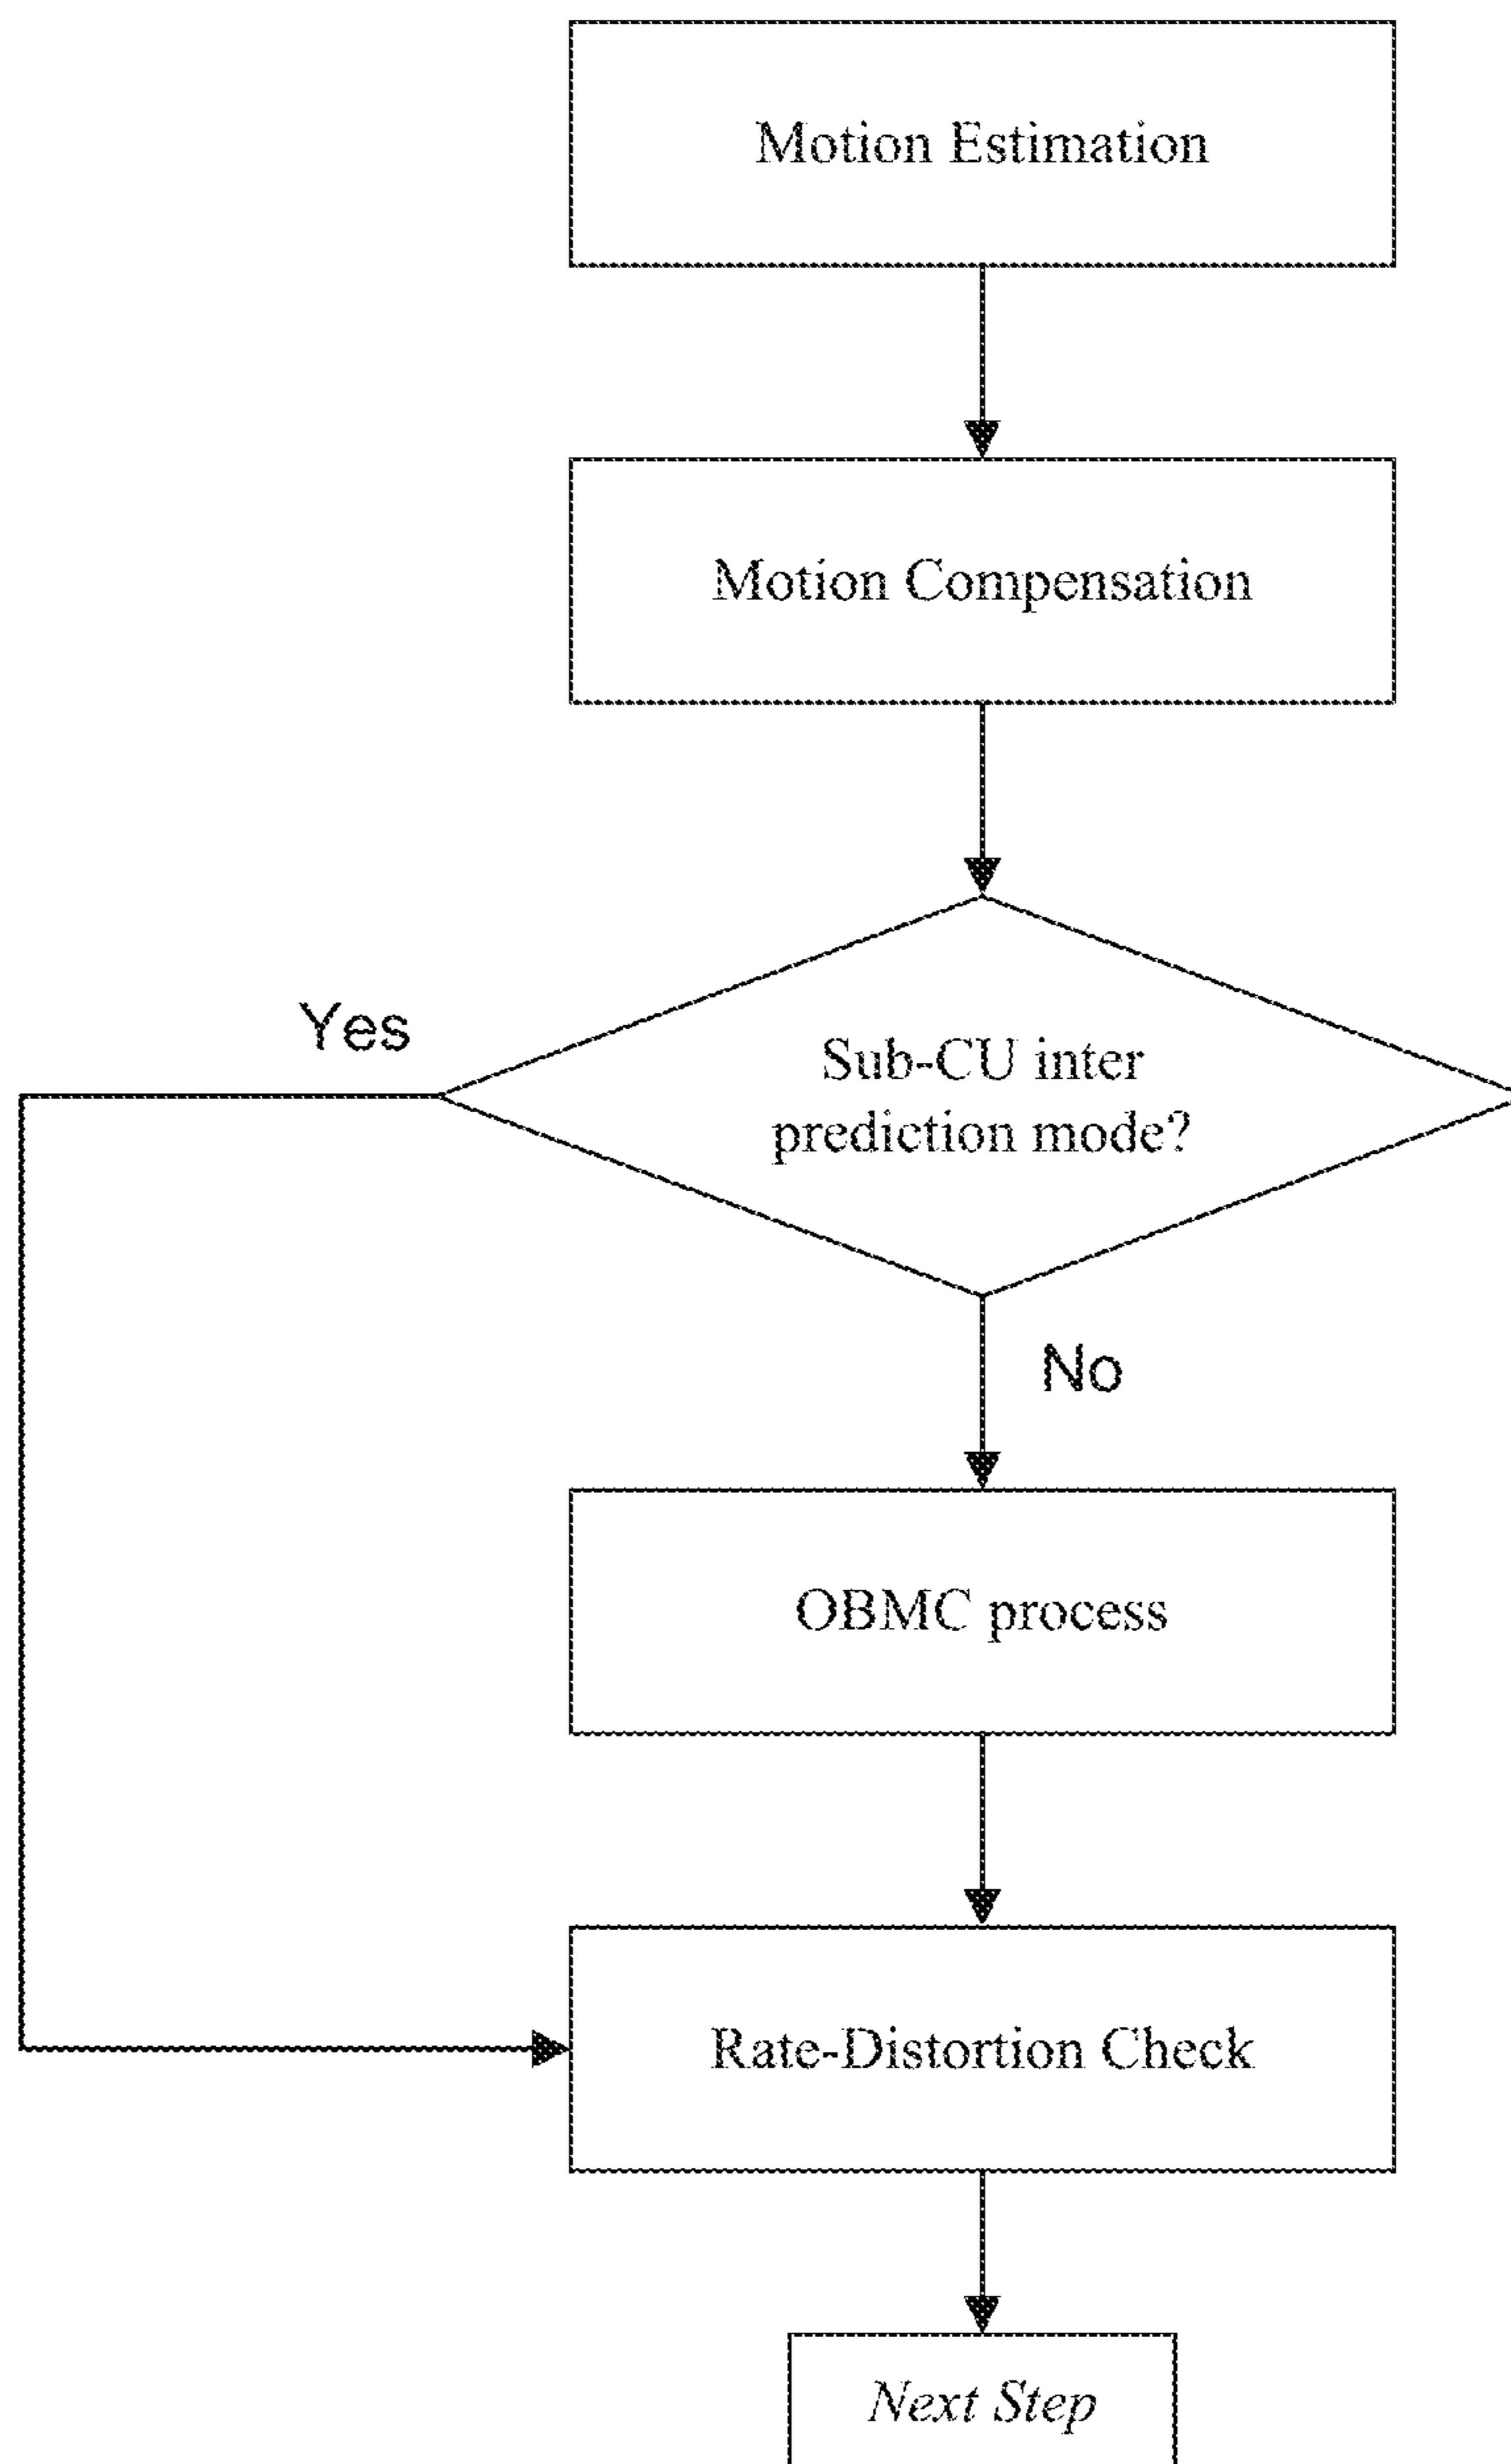 Motion Estimation
Motion Compensation
Yes
Sub-CU inter
prediction mode?
No
OBMC process
Rate-Distortion Check
Next Step